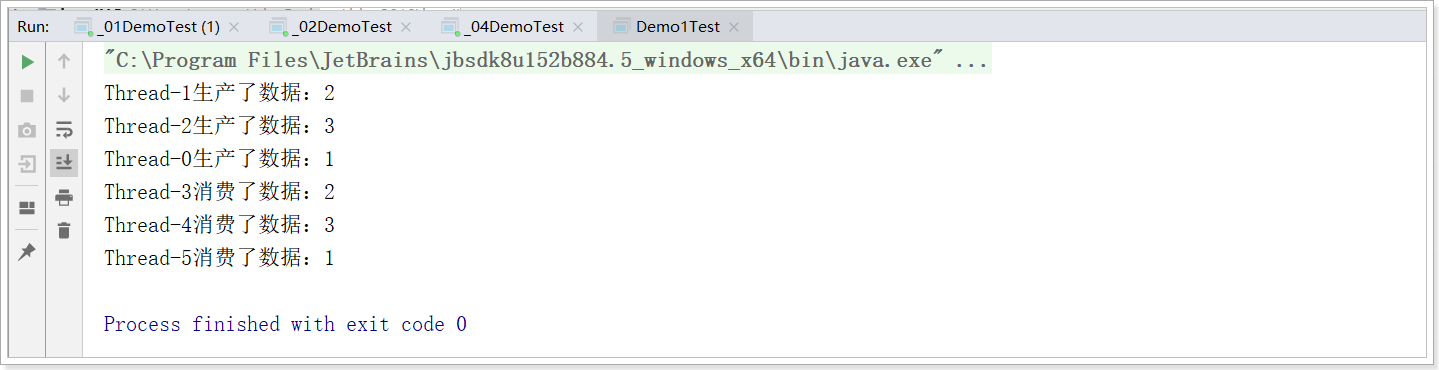 Run: _01DemoTest (1) _02DemoTest _04DemoTest Demo1Test
"C:\Program Files\JetBrains\jbsdk8u152b884.5_windows_x64\bin\java.exe" ...
Thread-1生产了数据：2
Thread-2生产了数据：3
Thread-0生产了数据：1
Thread-3消费了数据：2
Thread-4消费了数据：3
Thread-5消费了数据：1
Process finished with exit code 0